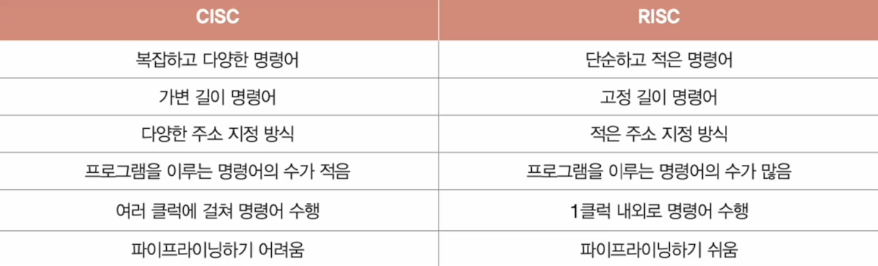 CISC RISC
복잡하고 다양한 명령어 단순하고 적은 명령어
가변 길이 명령어 고정 길이 명령어
다양한 주소 지정 방식 적은 주소 지정 방식
프로그램을 이루는 명령어의 수가 적음 프로그램을 이루는 명령어의 수가 많음
여러 클럭에 걸쳐 명령어 수행 1클럭 내외로 명령어 수행
파이프라이닝하기 어려움 파이프라이닝하기 쉬움